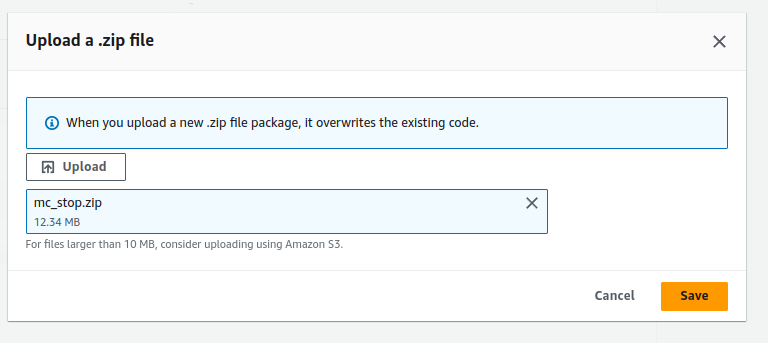 Upload a .zip file
When you upload a new .zip file package, it overwrites the existing code.
Upload
mc_stop.zip
12.34 MB
For files larger than 10 MB, consider uploading using Amazon S3.
Cancel
Save